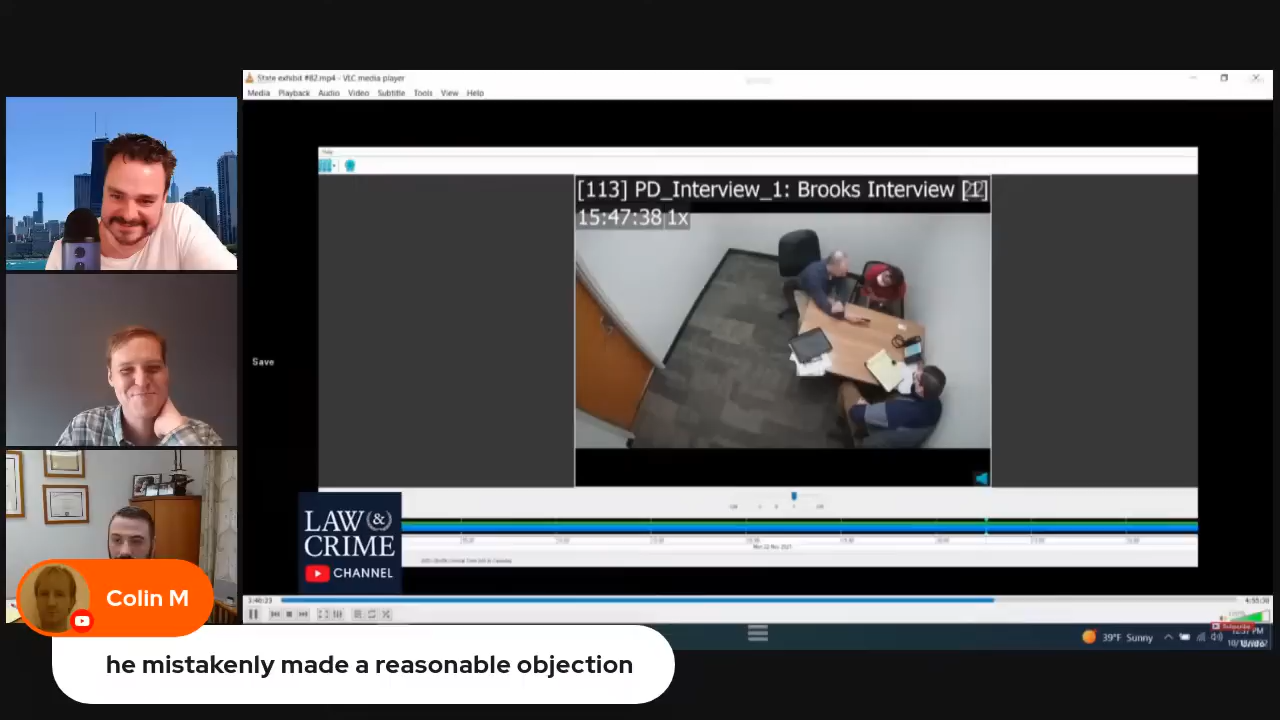 State exhibit #82.mp4 - VLC media player
Media Playback Audio Video Subtitle Tools View Help
[113] PD_Interview_1: Brooks Interview
15:47:38 1x
Save
LAW &
CRIME
CHANNEL
3:40:23
4:55:30
39°F Sunny
Colin M
he mistakenly made a reasonable objection